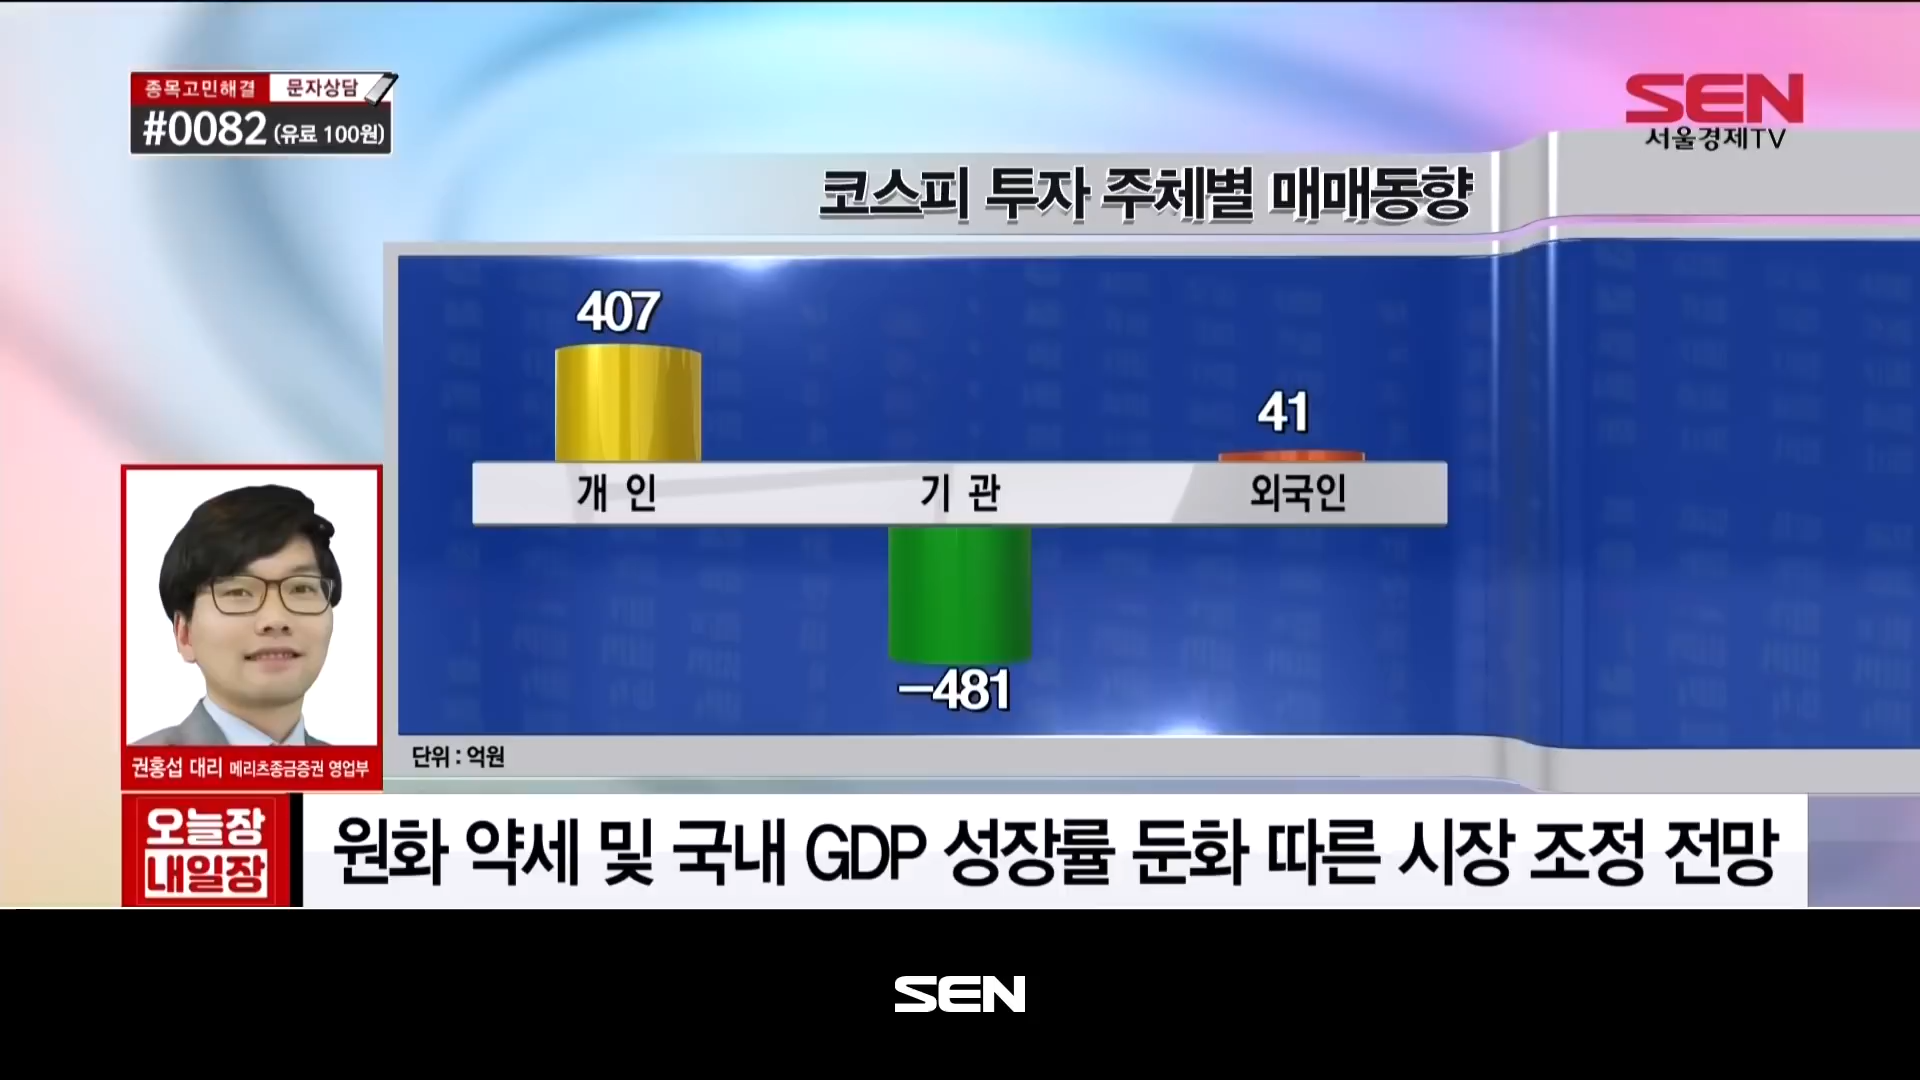 종목고민해결 문자상담
#0082 (유료 100원)
SEN
서울경제TV
코스피 투자 주체별 매매동향
407
41
개 인 기 관 외국인
-481
단위 : 억원
권홍섭 대리 메리츠종금증권 영업부
오늘장
내일장
원화 약세 및 국내 GDP 성장률 둔화 따른 시장 조정 전망
SEN